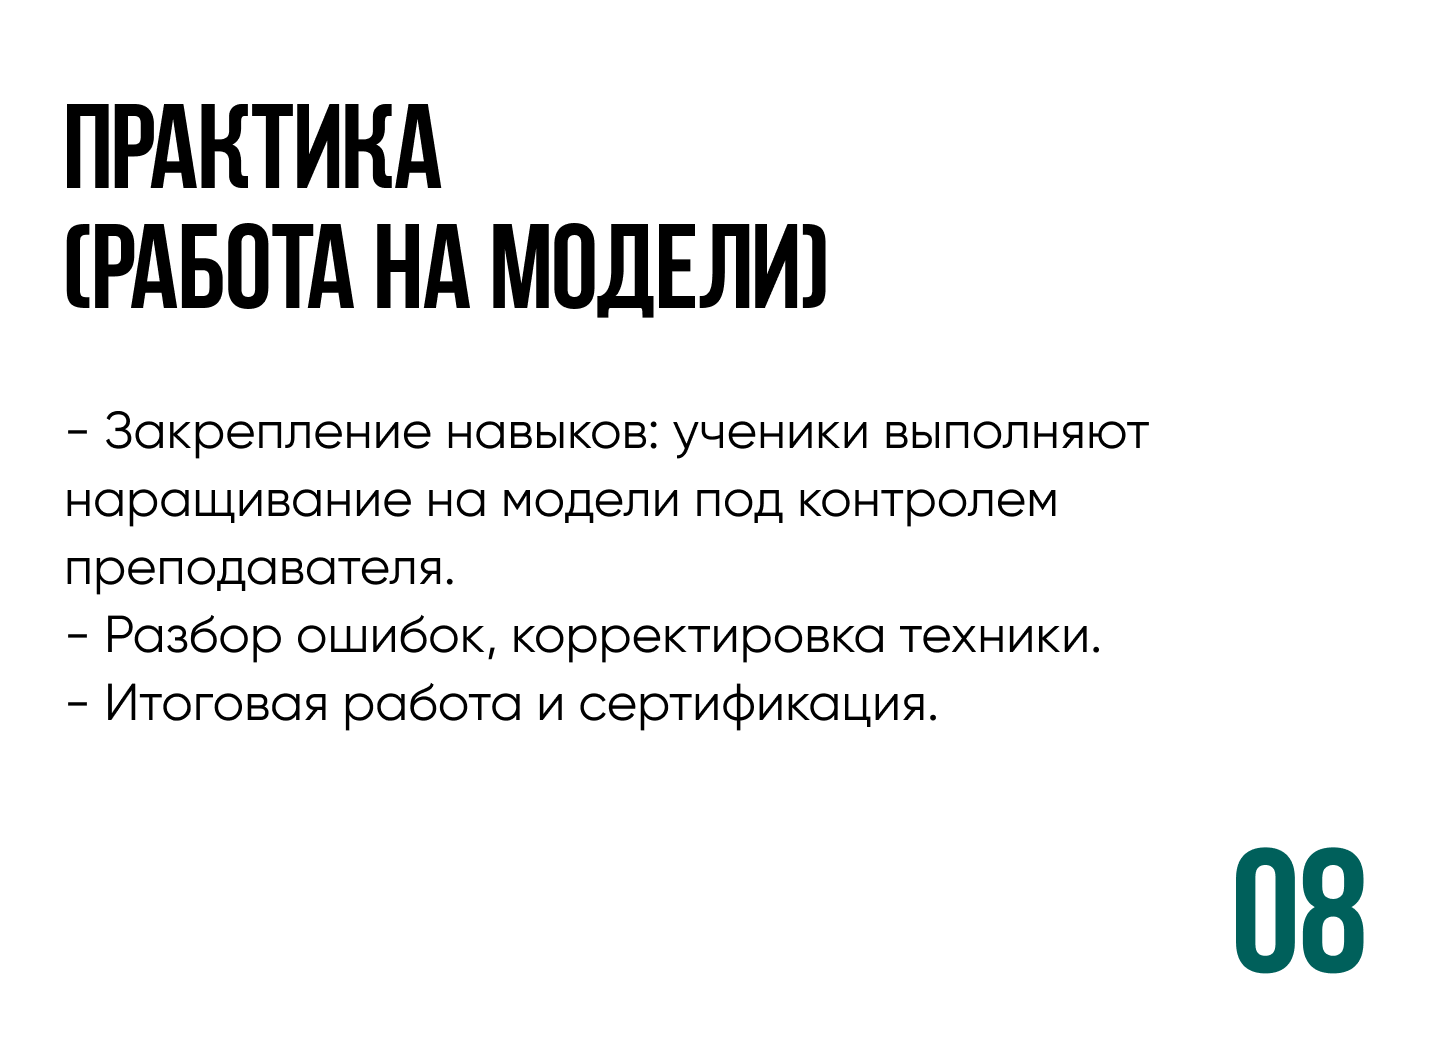 ПРАКТИКА
(РАБОТА НА МОДЕЛИ)
- Закрепление навыков: ученики выполняют
наращивание на модели под контролем
преподавателя.
- Разбор ошибок, корректировка техники.
- Итоговая работа и сертификация.
08